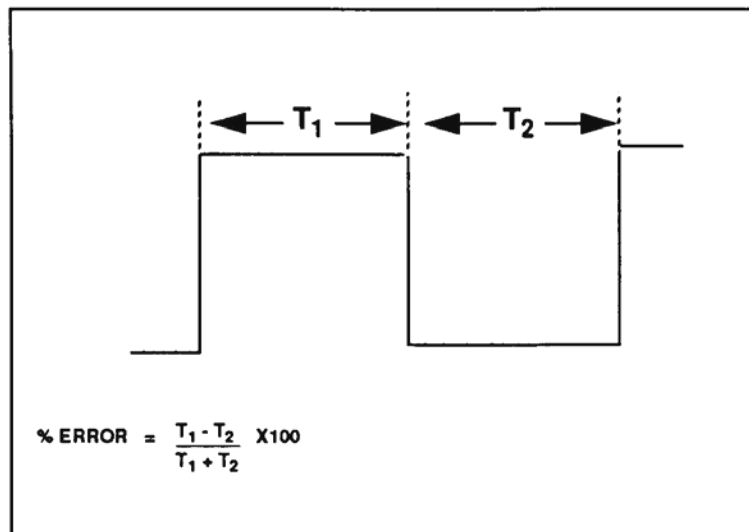 T₁ T₂
% ERROR = T₁ - T₂ X100
T₁ + T₂